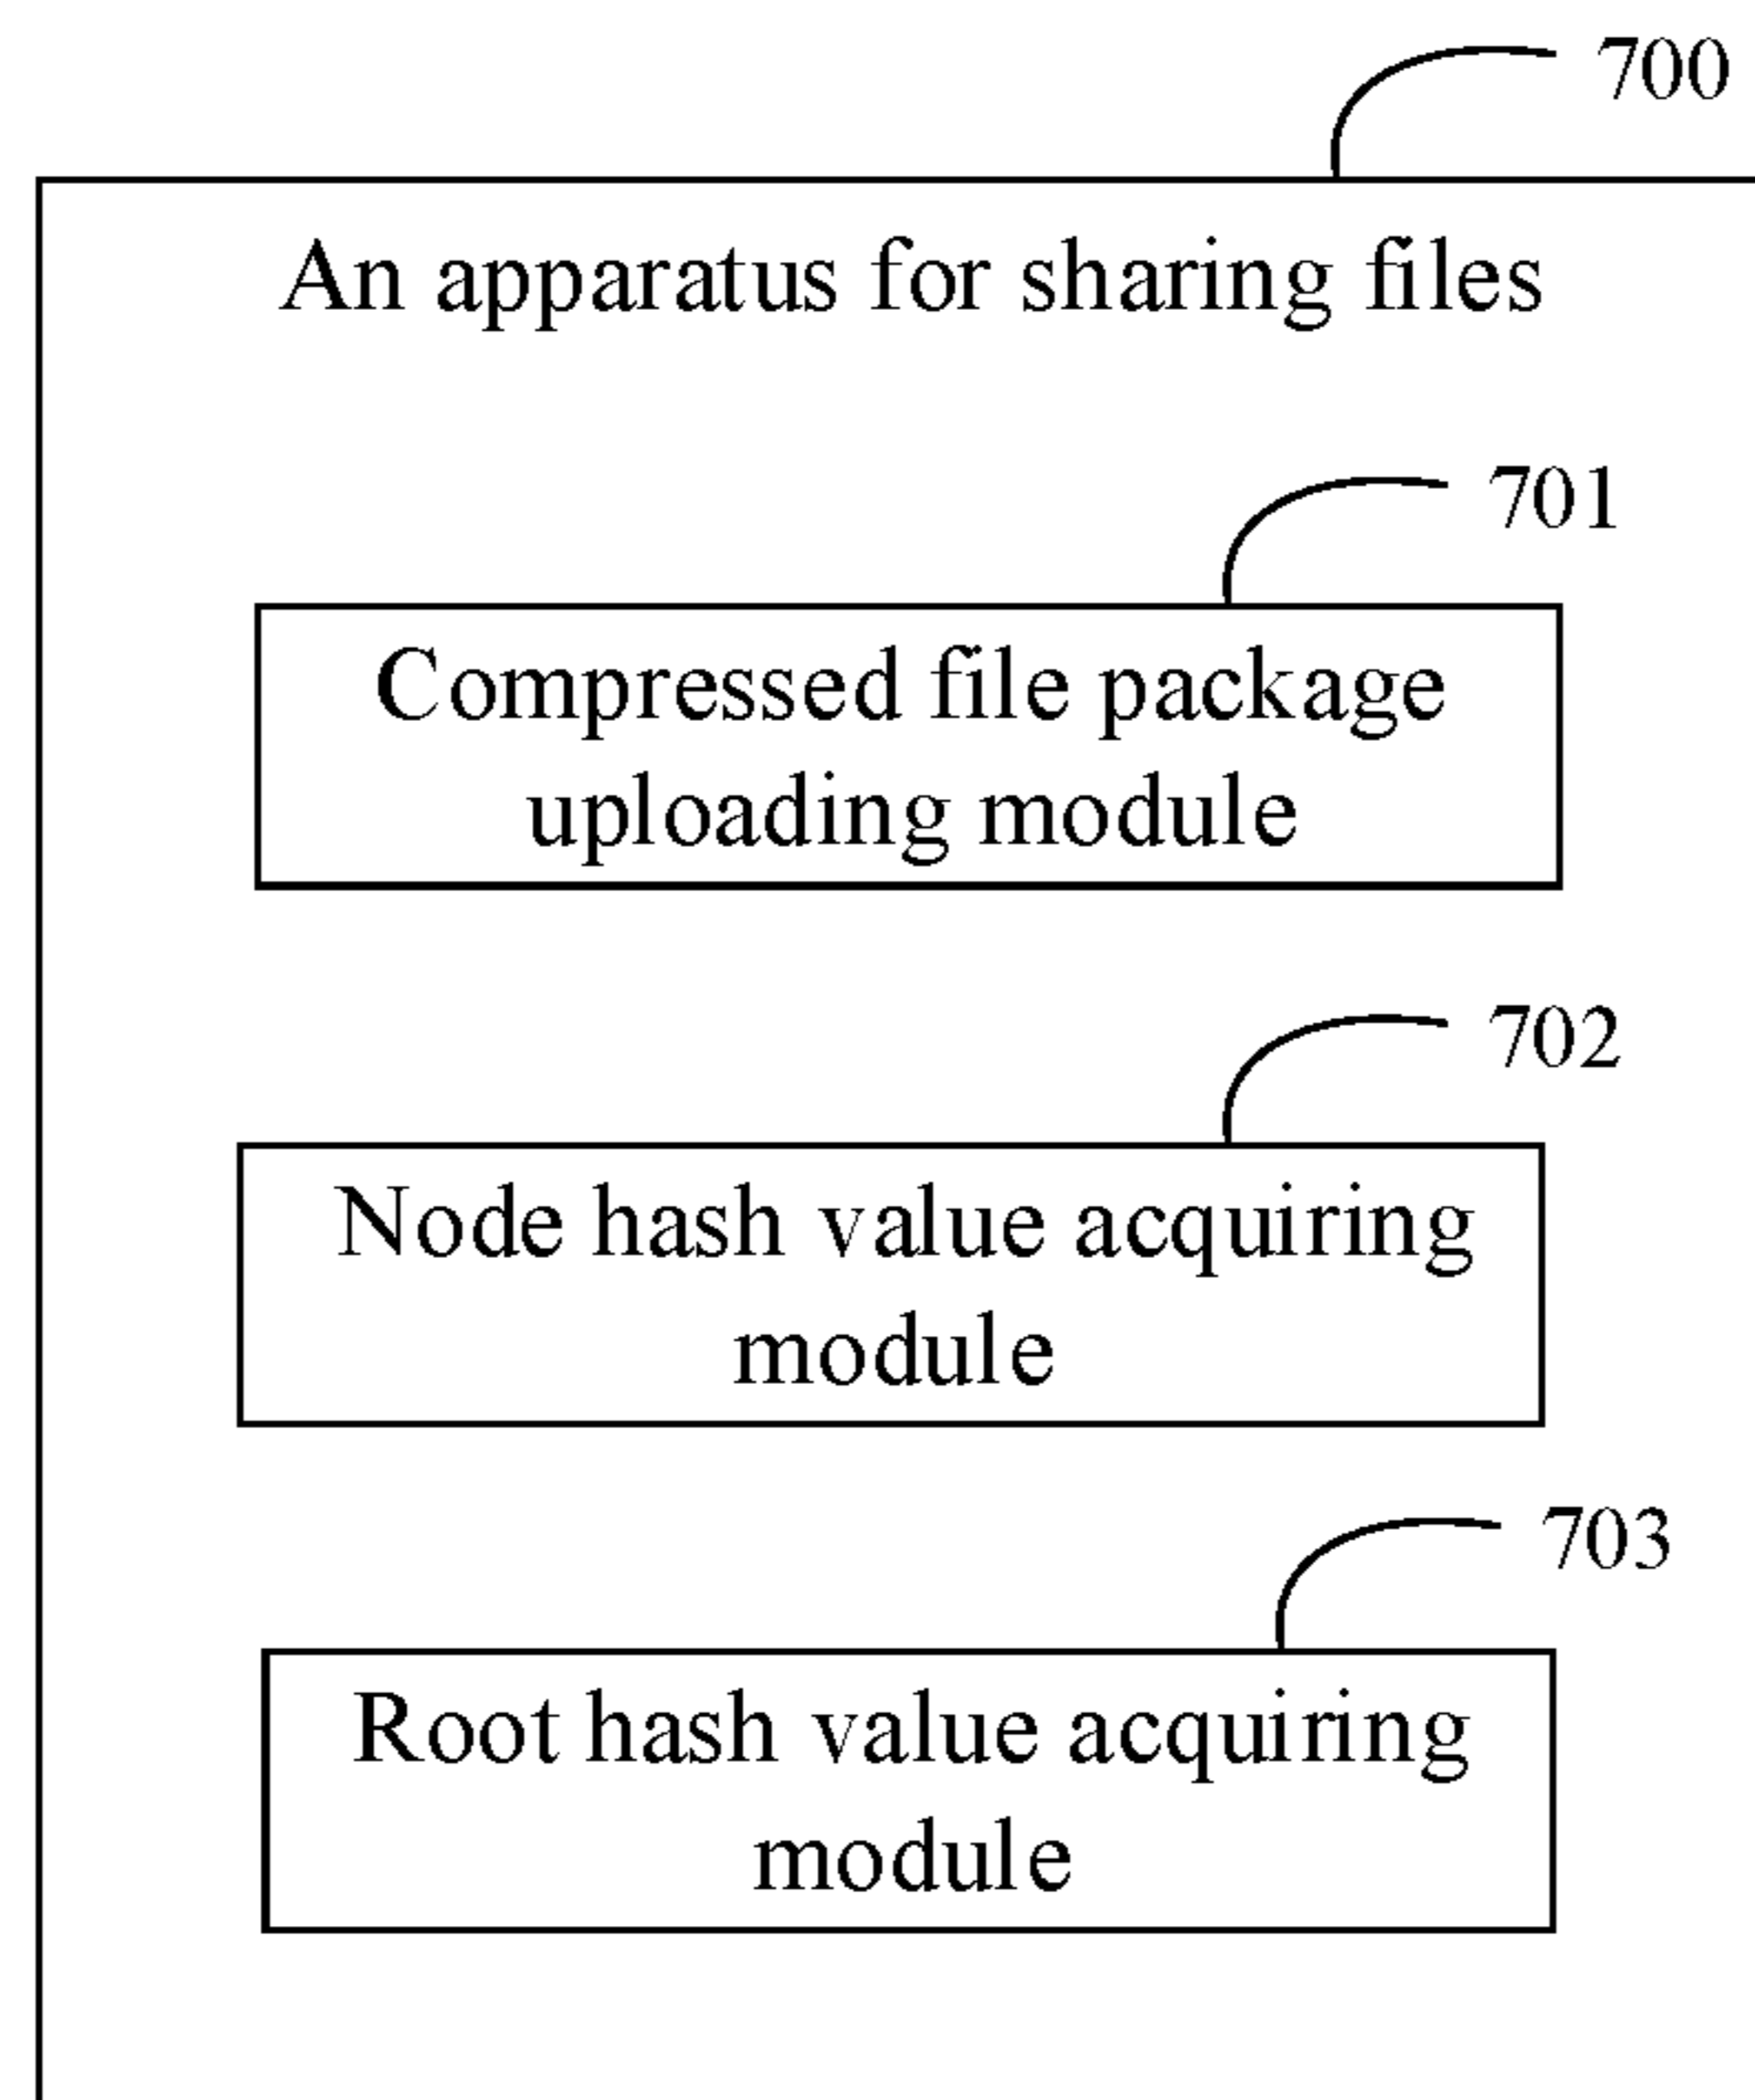 700
An apparatus for sharing files
701
Compressed file package
uploading module
702
Node hash value acquiring
module
703
Root hash value acquiring
module